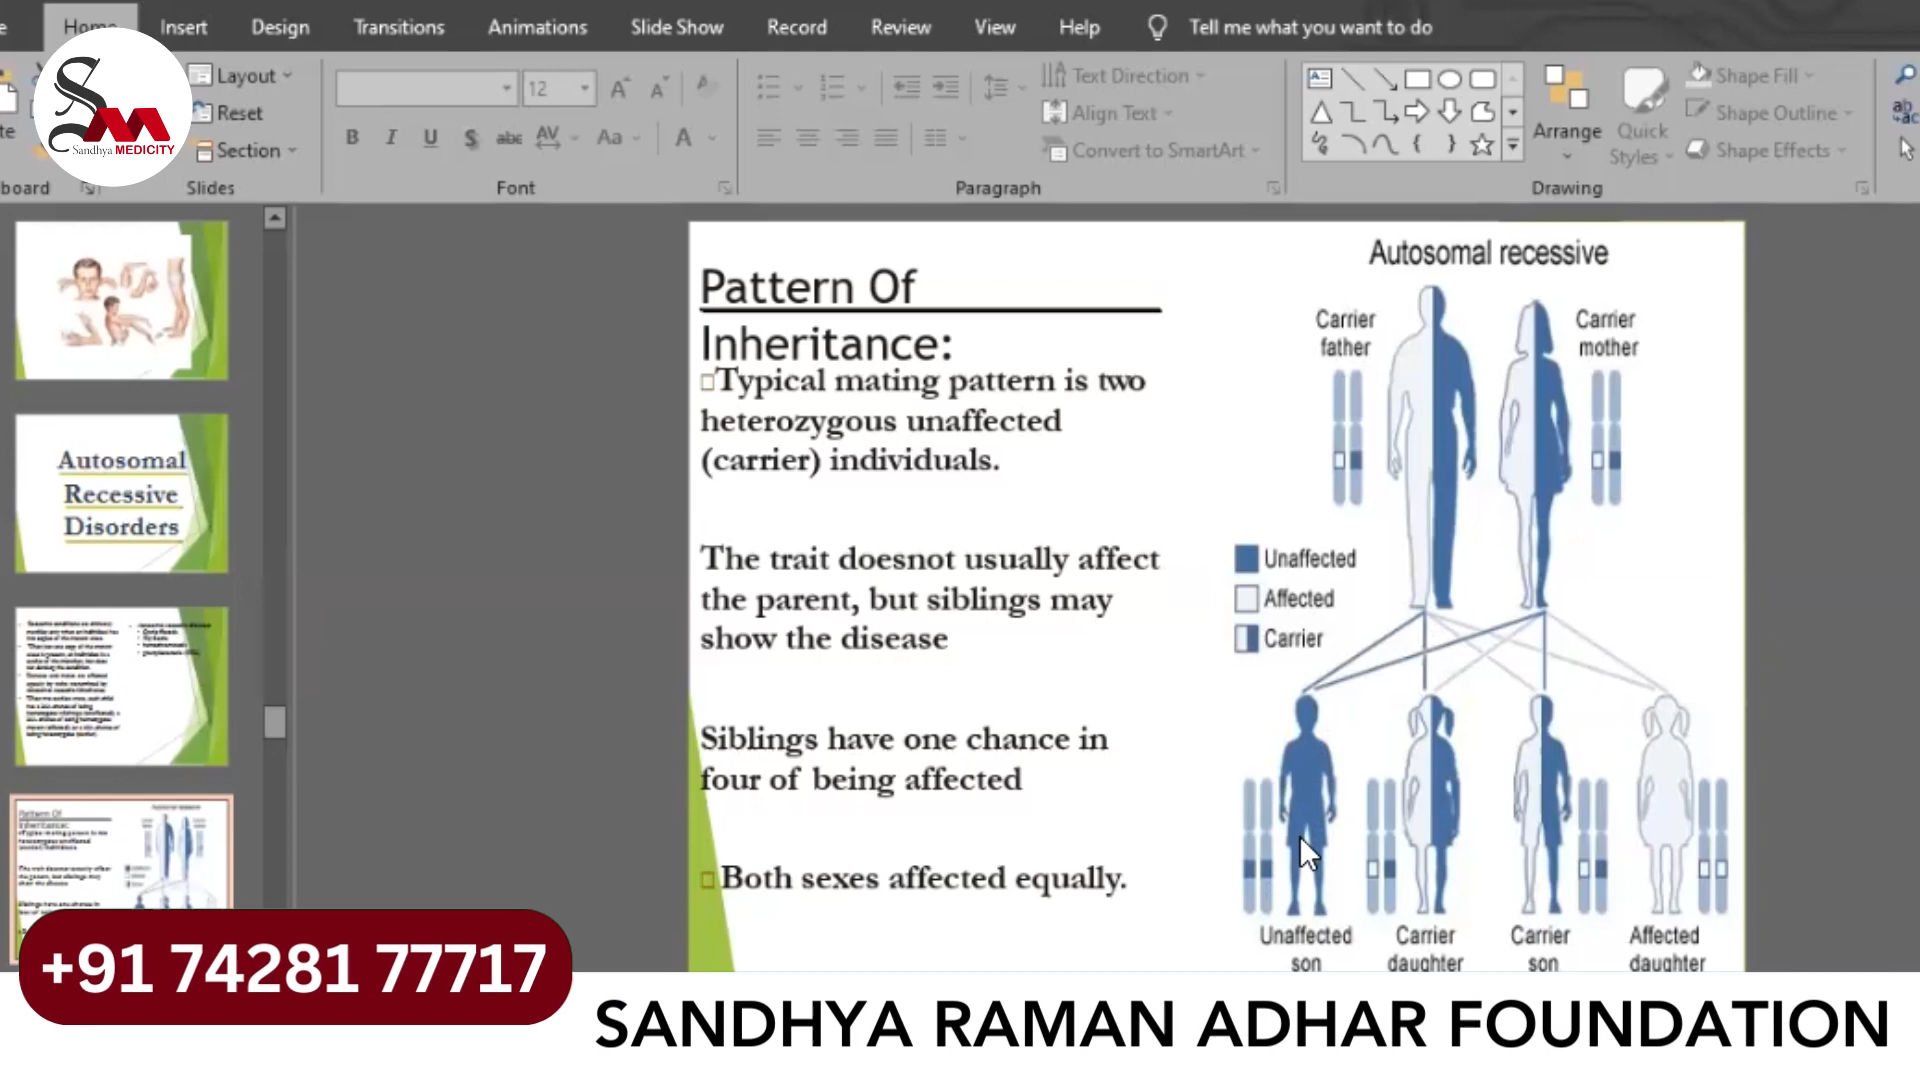 Home Insert Design Transitions Animations Slide Show Record Review View Help Tell me what you want to do
Sandhya MEDICITY
Layout
Reset
Section
Slides
12
B I U S abc AV Aa A
Font
Text Direction
Align Text
Convert to SmartArt
Paragraph
Arrange
Quick
Styles
Shape Fill
Shape Outline
Shape Effects
Drawing
board
Autosomal
Recessive
Disorders
Pattern Of
Inheritance:
Typical mating pattern is two
heterozygous unaffected
(carrier) individuals.
The trait doesnot usually affect
the parent, but siblings may
show the disease
Siblings have one chance in
four of being affected
Both sexes affected equally.
Autosomal recessive
Carrier
father
Carrier
mother
Unaffected
Affected
Carrier
Unaffected
son
Carrier
daughter
Carrier
son
Affected
daughter
+91 74281 77717
SANDHYA RAMAN ADHAR FOUNDATION